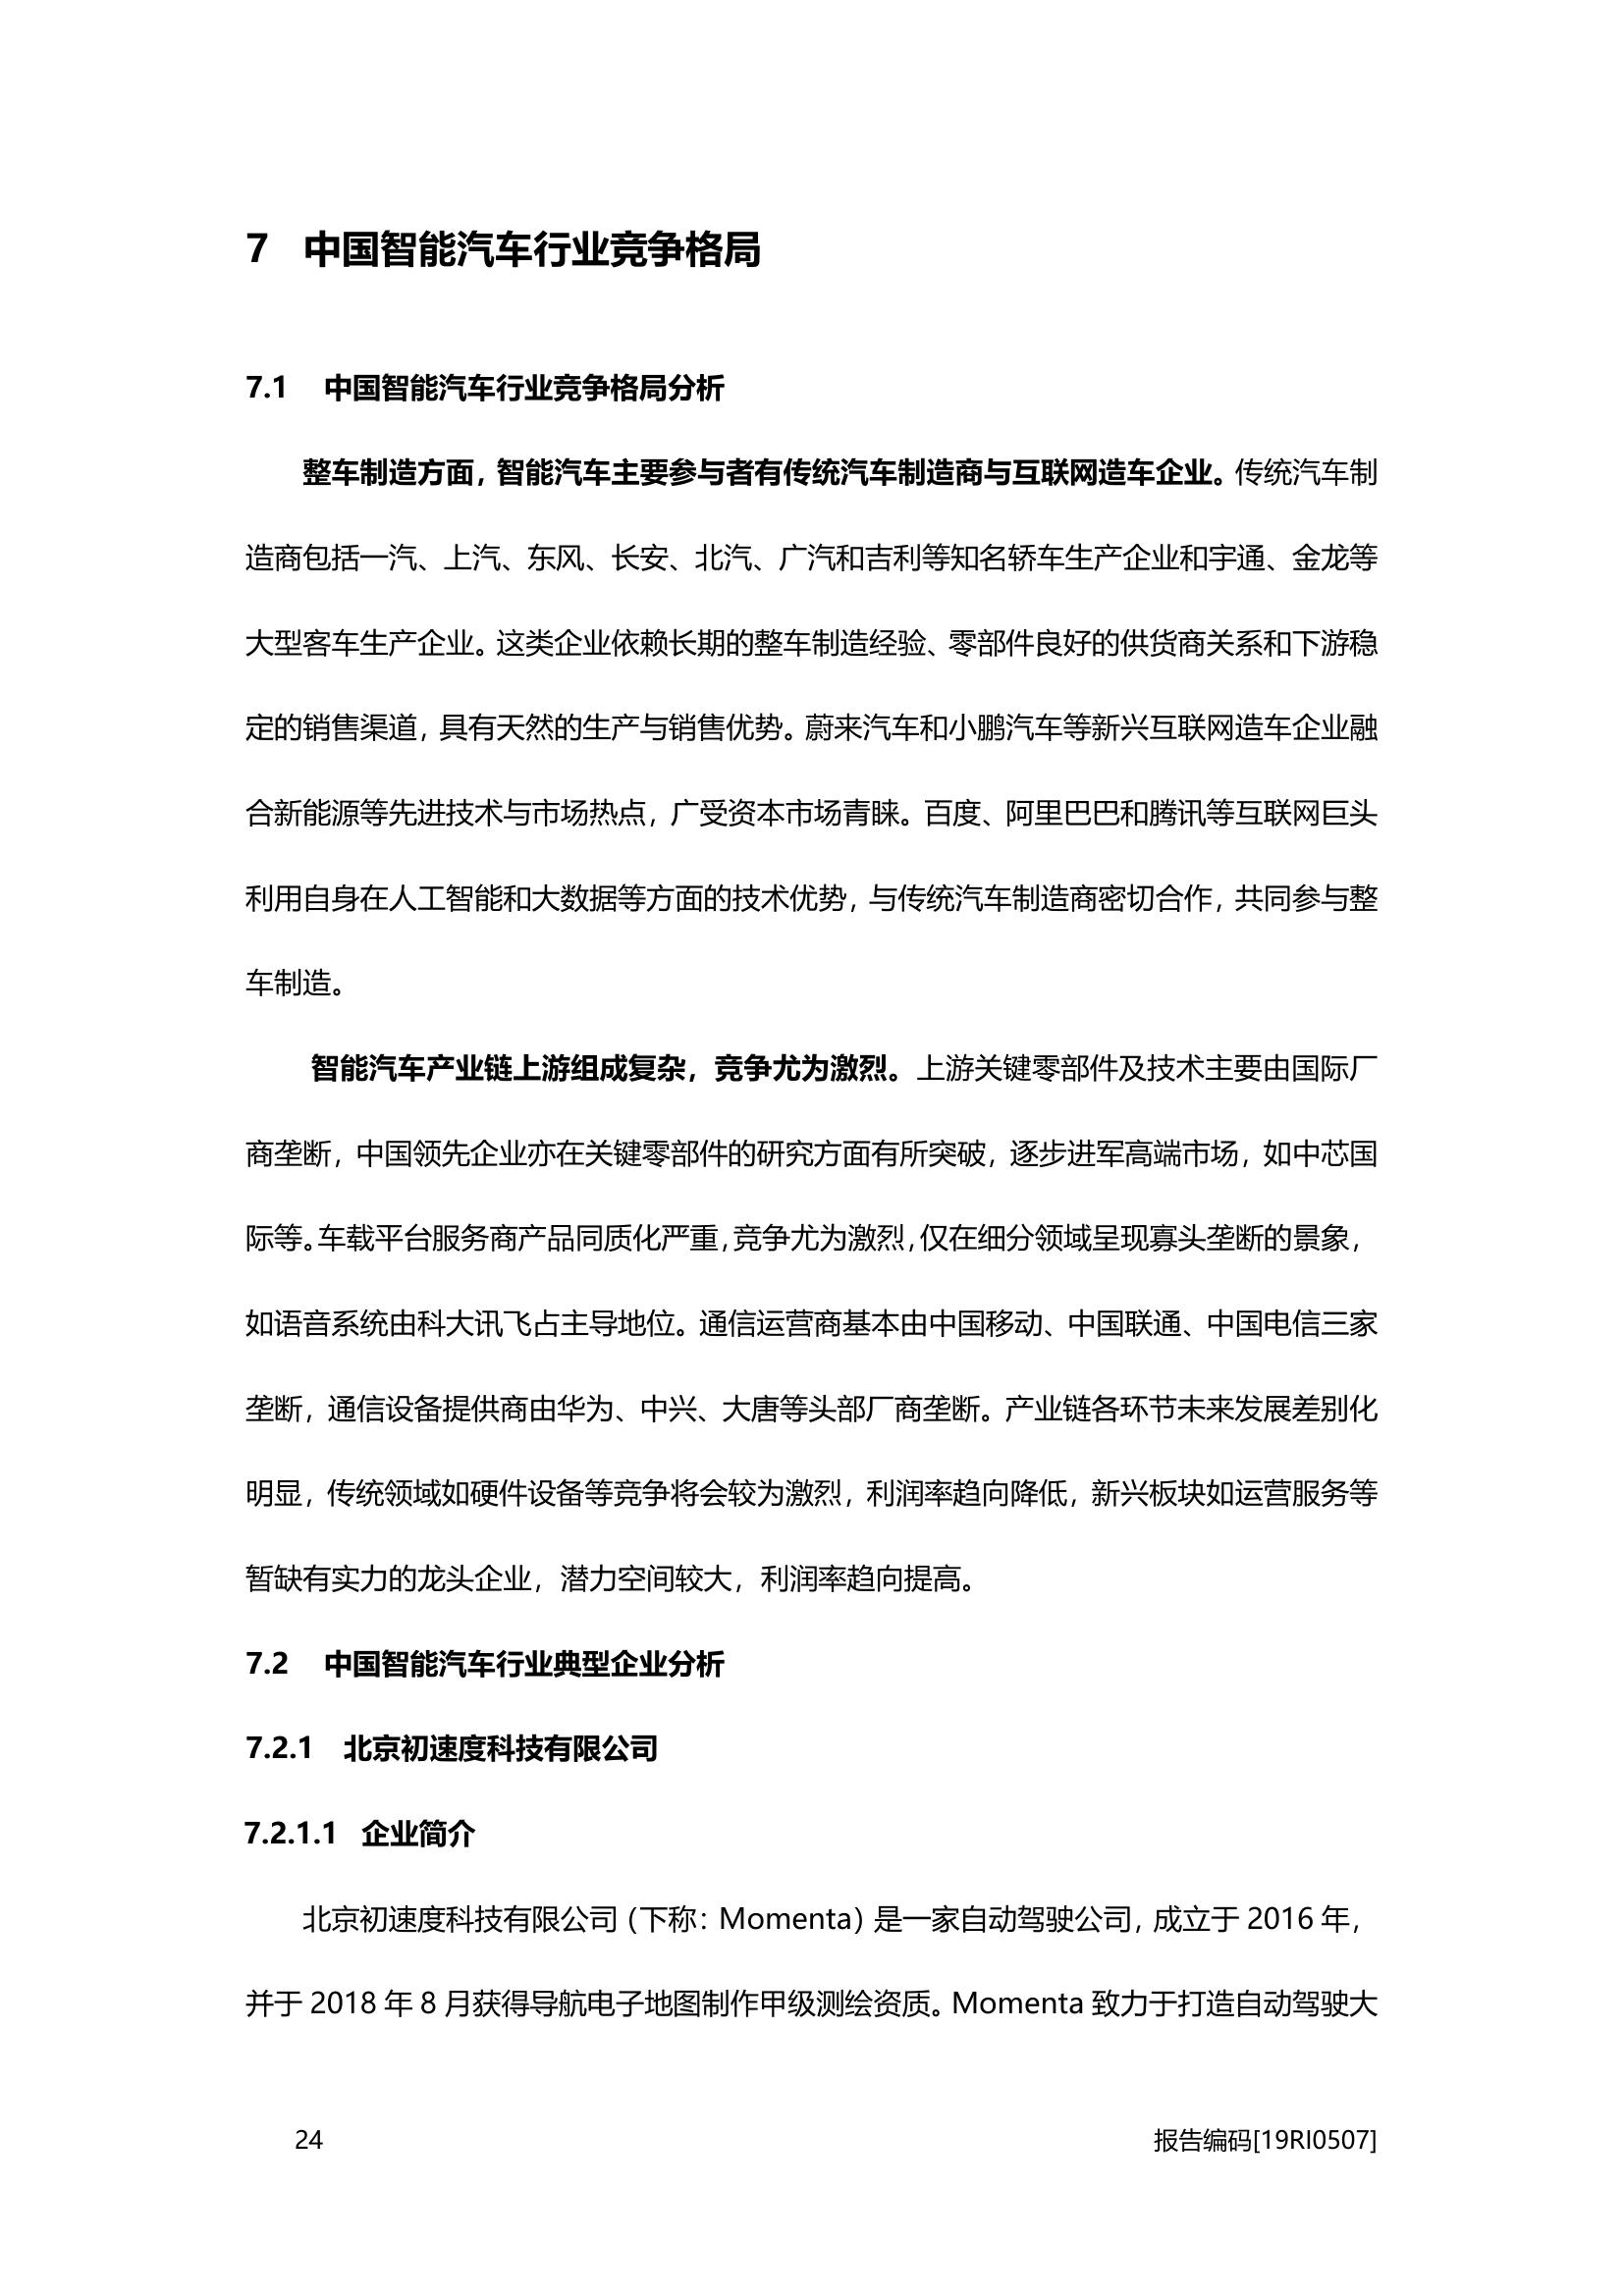 7 中国智能汽车行业竞争格局
7.1 中国智能汽车行业竞争格局分析
整车制造方面，智能汽车主要参与者有传统汽车制造商与互联网造车企业。传统汽车制
造商包括一汽、上汽、东风、长安、北汽、广汽和吉利等知名轿车生产企业和宇通、金龙等
大型客车生产企业。这类企业依赖长期的整车制造经验、零部件良好的供货商关系和下游稳
定的销售渠道，具有天然的生产与销售优势。蔚来汽车和小鹏汽车等新兴互联网造车企业融
合新能源等先进技术与市场热点，广受资本市场青睐。百度、阿里巴巴和腾讯等互联网巨头
利用自身在人工智能和大数据等方面的技术优势，与传统汽车制造商密切合作，共同参与整
车制造。
智能汽车产业链上游组成复杂，竞争尤为激烈。上游关键零部件及技术主要由国际厂
商垄断，中国领先企业亦在关键零部件的研究方面有所突破，逐步进军高端市场，如中芯国
际等。车载平台服务商产品同质化严重，竞争尤为激烈，仅在细分领域呈现寡头垄断的景象，
如语音系统由科大讯飞占主导地位。通信运营商基本由中国移动、中国联通、中国电信三家
垄断，通信设备提供商由华为、中兴、大唐等头部厂商垄断。产业链各环节未来发展差别化
明显，传统领域如硬件设备等竞争将会较为激烈，利润率趋向降低，新兴板块如运营服务等
暂缺有实力的龙头企业，潜力空间较大，利润率趋向提高。
7.2 中国智能汽车行业典型企业分析
7.2.1 北京初速度科技有限公司
7.2.1.1 企业简介
北京初速度科技有限公司（下称：Momenta）是一家自动驾驶公司，成立于 2016 年，
并于 2018 年 8 月获得导航电子地图制作甲级测绘资质。Momenta 致力于打造自动驾驶大
24 报告编码[19RI0507]